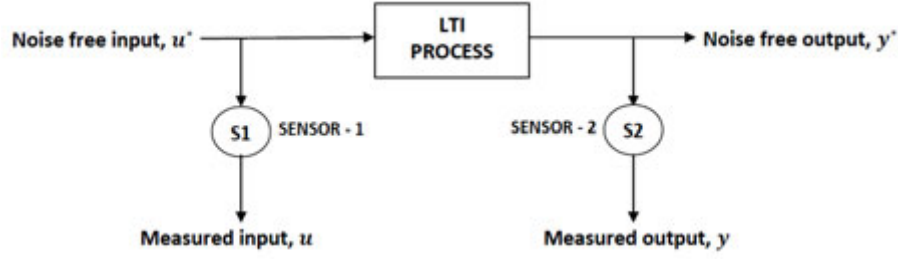 Noise free input, u*
LTI
PROCESS
Noise free output, y*
S1
SENSOR - 1
SENSOR - 2
S2
Measured input, u
Measured output, y